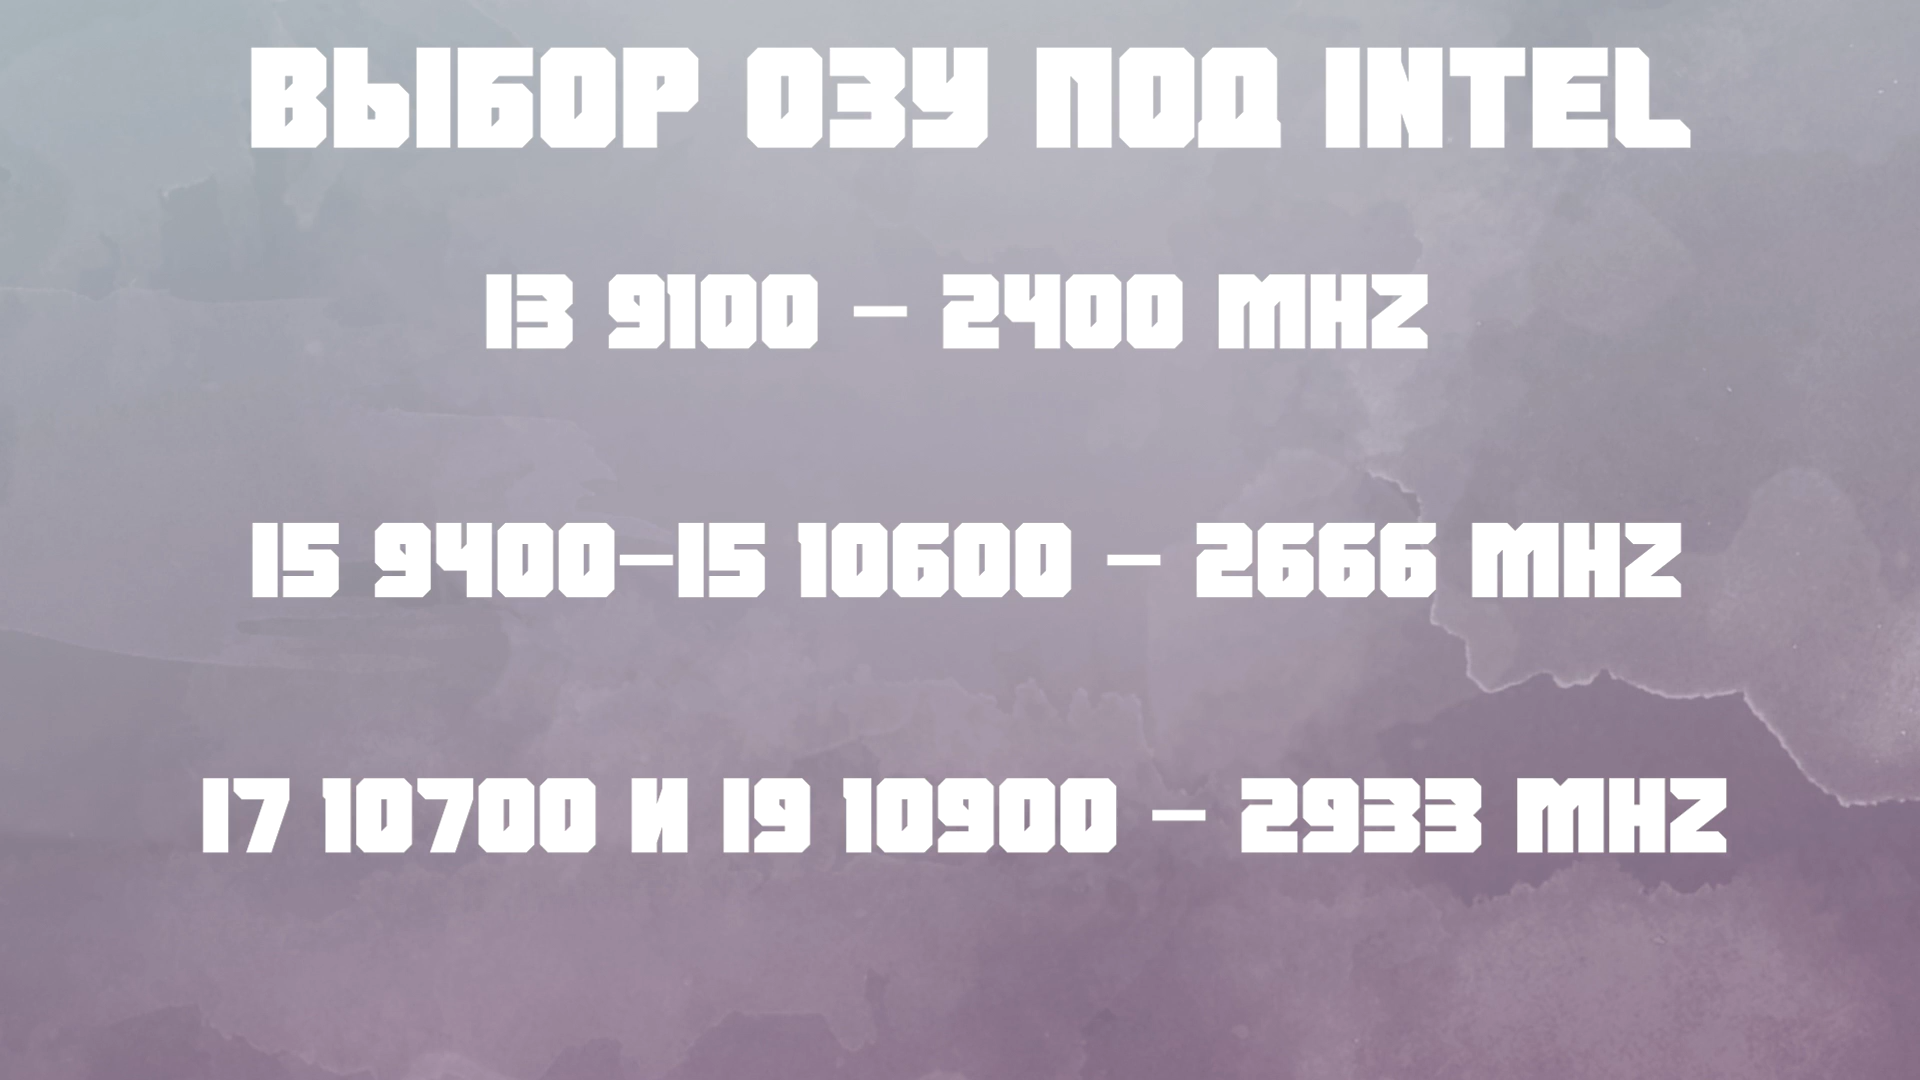 ВЫБОР ОЗУ ПОД INTEL
I3 9100 – 2400 MHZ
I5 9400-I5 10600 – 2666 MHZ
I7 10700 И I9 10900 – 2933 MHZ